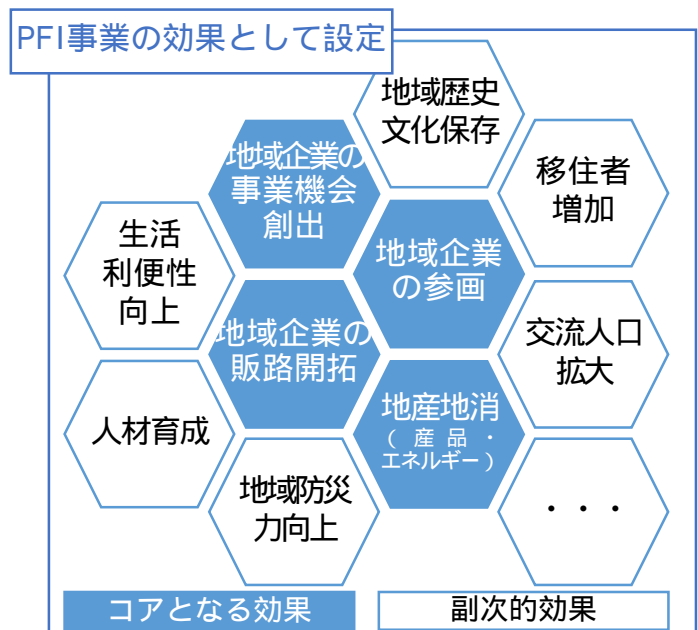 PFI事業の効果として設定
地域歴史
文化保存
地域企業の
事業機会
創出
移住者
増加
生活
利便性
向上
地域企業
の参画
地域企業の
販路開拓
交流人口
拡大
人材育成
地産地消
(産品・
エネルギー)
地域防災
力向上
・・・
コアとなる効果
副次的効果